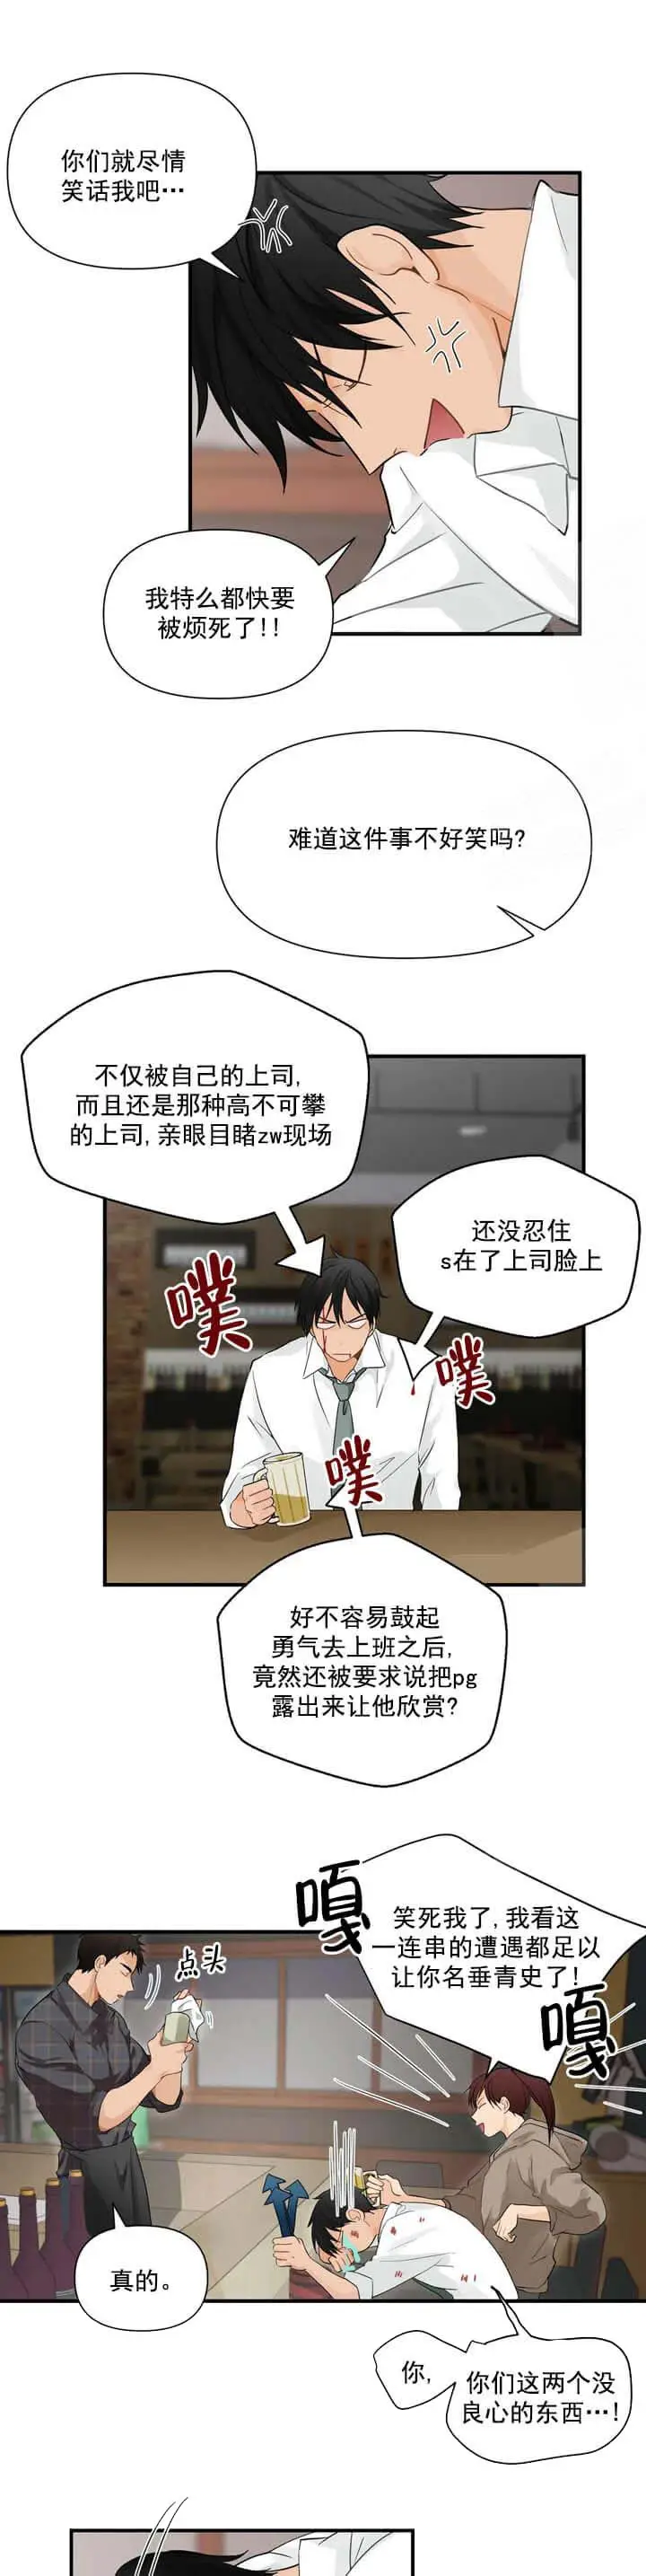 你们就尽情
笑话我吧…
我特么都快要
被烦死了!!
难道这件事不好笑吗?
不仅被自己的上司,
而且还是那种高不可攀
的上司,亲眼目睹zw现场
还没忍住
s在了上司脸上
噗
噗
噗
好不容易鼓起
勇气去上班之后,
竟然还被要求说把pg
露出来让他欣赏?
嘎
笑死我了,我看这
一连串的遭遇都足以
让你名垂青史了!
点头
嘎
真的。
你,
你们这两个没
良心的东西…!